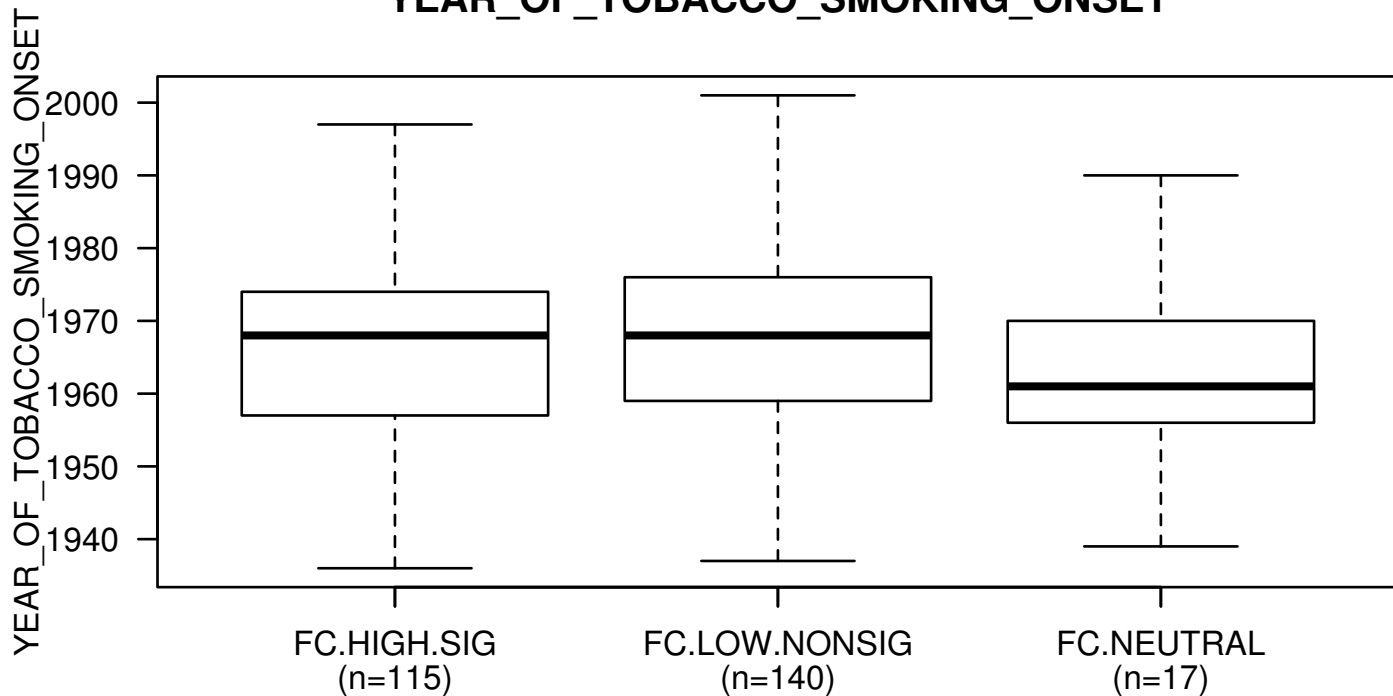 YEAR_OF_TOBACCO_SMOKING_ONSET
YEAR_OF_TOBACCO_SMOKING_ONSET
2000
1990
1980
1970
1960
1950
1940
FC.HIGH.SIG
(n=115)
FC.LOW.NONSIG
(n=140)
FC.NEUTRAL
(n=17)